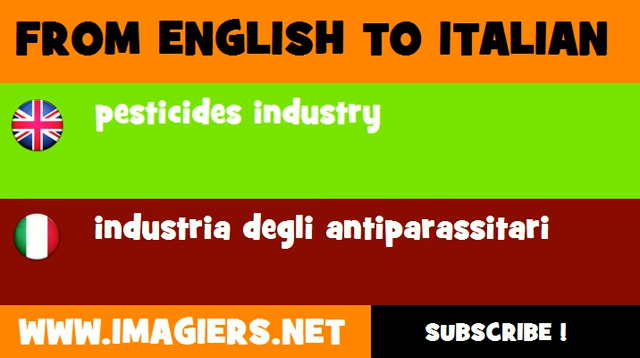 FROM ENGLISH TO ITALIAN
pesticides industry
industria degli antiparassitari
WWW.IMAGIERS.NET
SUBSCRIBE !